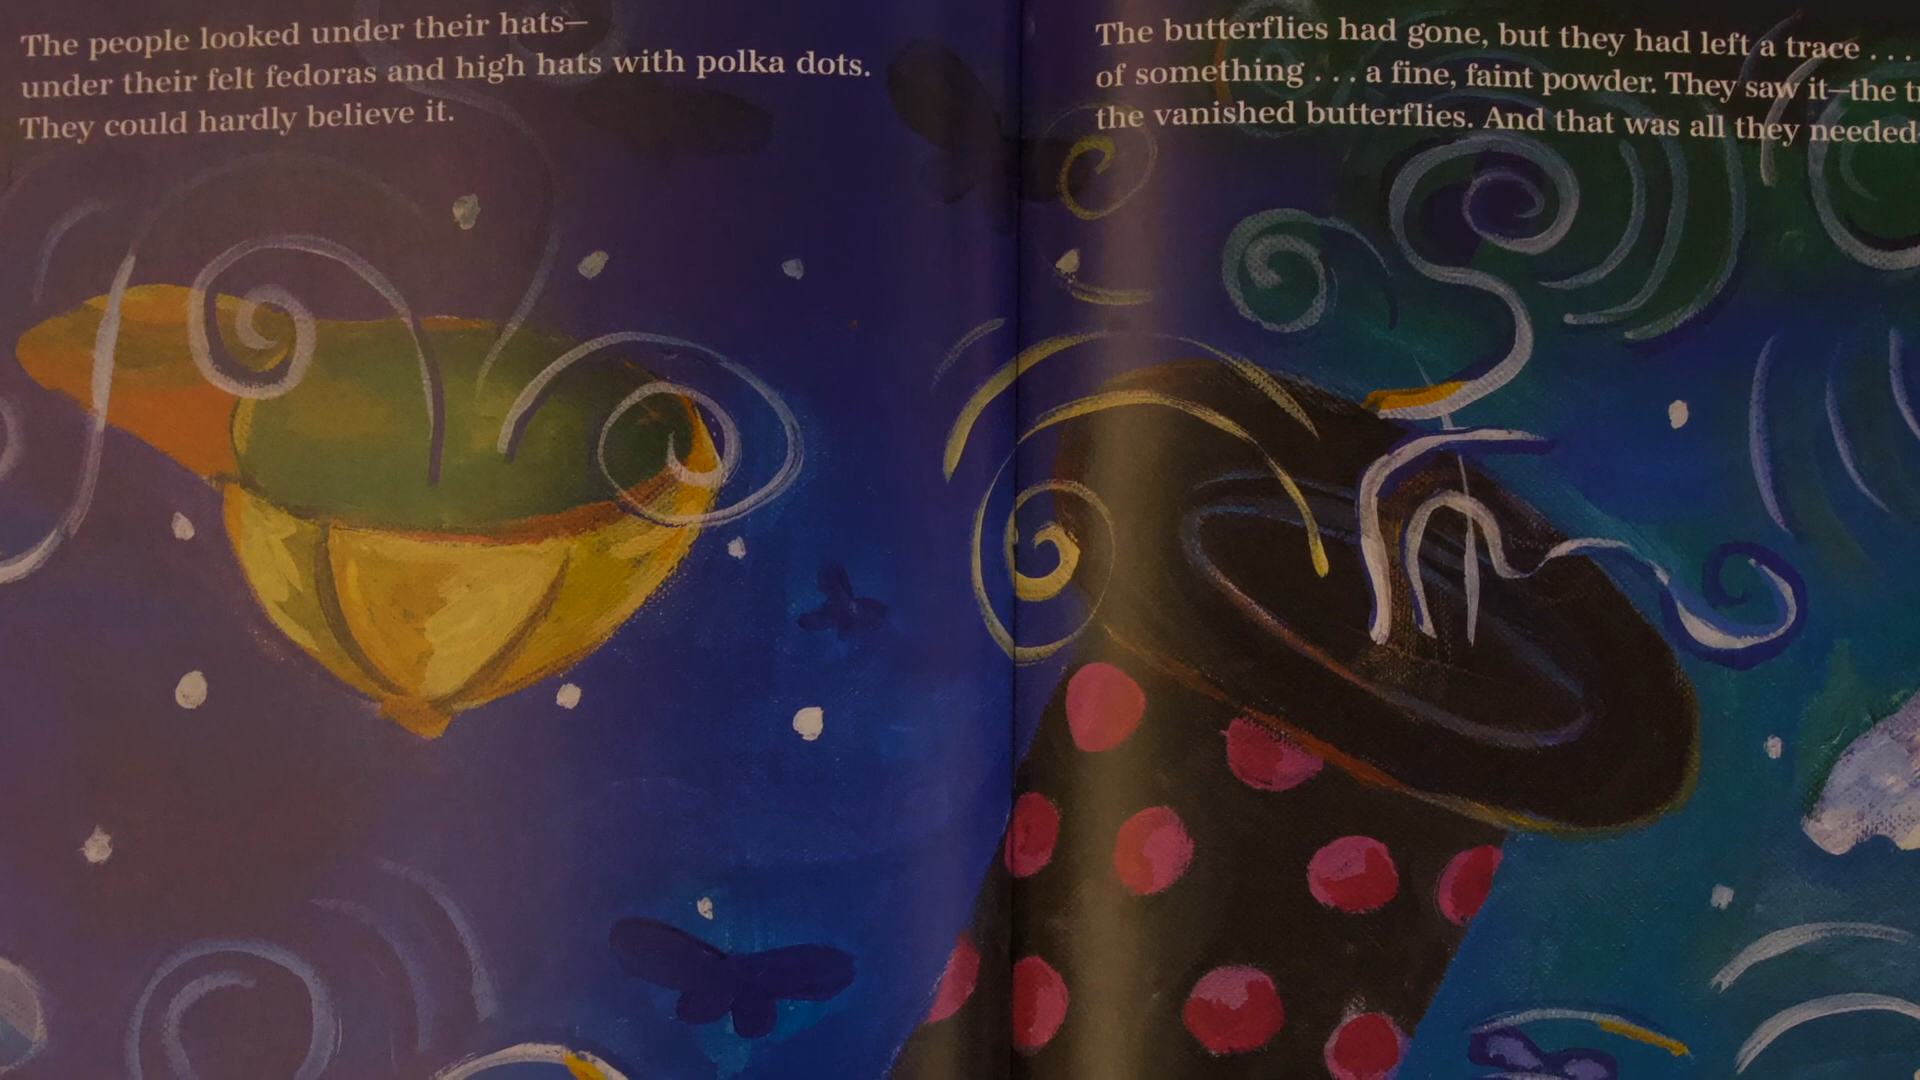 The people looked under their hats—
under their felt fedoras and high hats with polka dots.
They could hardly believe it.
The butterflies had gone, but they had left a trace . . .
of something . . . a fine, faint powder. They saw it—the
the vanished butterflies. And that was all they needed